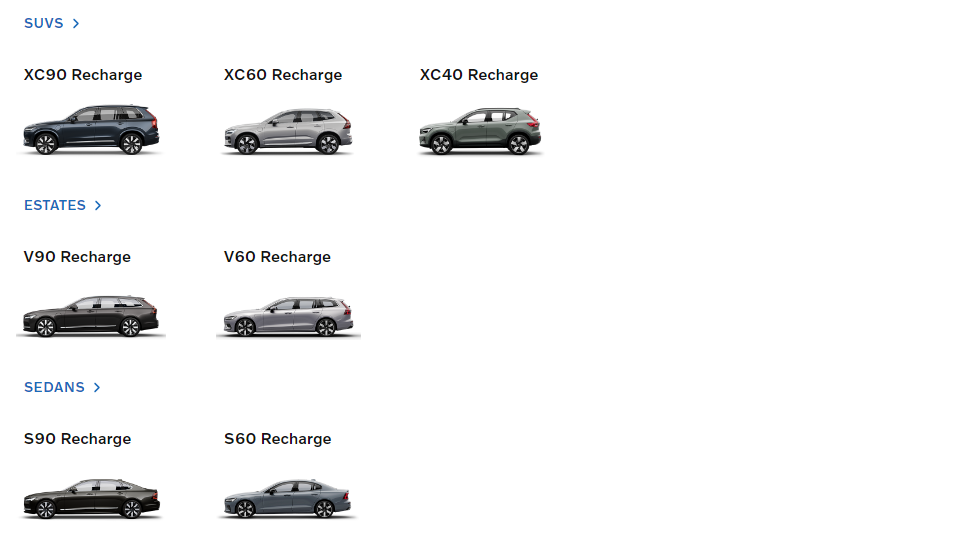 SUVS
XC90 Recharge
XC60 Recharge
XC40 Recharge
ESTATES
V90 Recharge
V60 Recharge
SEDANS
S90 Recharge
S60 Recharge